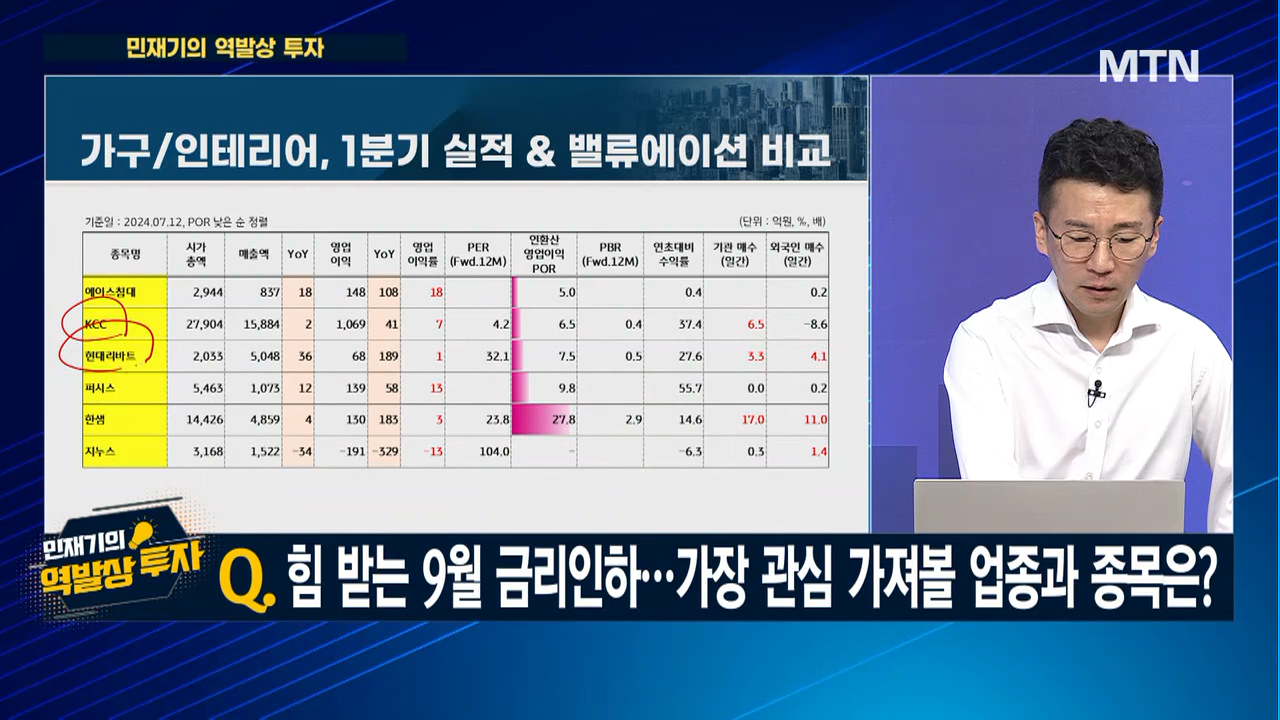 민재기의 역발상 투자
MTN
가구/인테리어, 1분기 실적 & 밸류에이션 비교
기준일 : 2024.07.12, POR 낮은 순 정렬 (단위 : 억원, %, 배)
종목명 시가총액 매출액 YoY 영업이익 YoY 영업이익률 PER (Fwd.12M) 인환산 영업이익 POR PBR (Fwd.12M) 연초대비 수익률 기관 매수 (일간) 외국인 매수 (일간)
에이스침대 2,944 837 18 148 108 18 5.0 0.4 0.2
KCC 27,904 15,884 2 1,069 41 7 4.2 6.5 0.4 37.4 6.5 -8.6
현대리바트 2,033 5,048 36 68 189 1 32.1 7.5 0.5 27.6 3.3 4.1
퍼시스 5,463 1,073 12 139 58 13 9.8 55.7 0.0 0.2
한샘 14,426 4,859 4 130 183 3 23.8 27.8 2.9 14.6 17.0 11.0
지누스 3,168 1,522 -34 -191 -329 -13 104.0 - -6.3 0.3 1.4
민재기의
역발상 투자
Q. 힘 받는 9월 금리인하…가장 관심 가져볼 업종과 종목은?